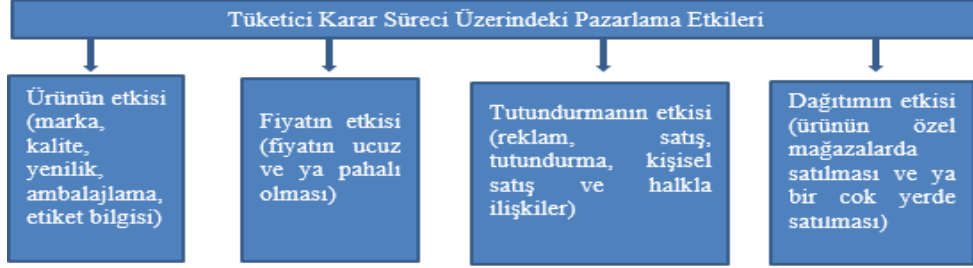 Tüketici Karar Süreci Üzerindeki Pazarlama Etkileri
Ürünün etkisi
(marka,
kalite,
yenilik,
ambalajlama,
etiket bilgisi)
Fiyatın etkisi
(fiyatın ucuz
ve ya pahalı
olması)
Tutundurmanın etkisi
(reklam, satış,
tutundurma, kişisel
satış ve halkla
ilişkiler)
Dağıtımın etkisi
(ürünün özel
mağazalarda
satılması ve ya
bir cok yerde
satılması)